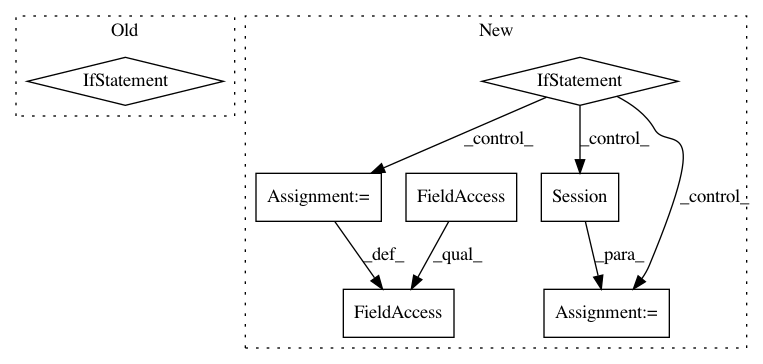 Old
New
IfStatement
IfStatement
_control_
_control_
_control_
Assignment:=
FieldAccess
Session
_def_
_qual_
_para_
FieldAccess
Assignment:=